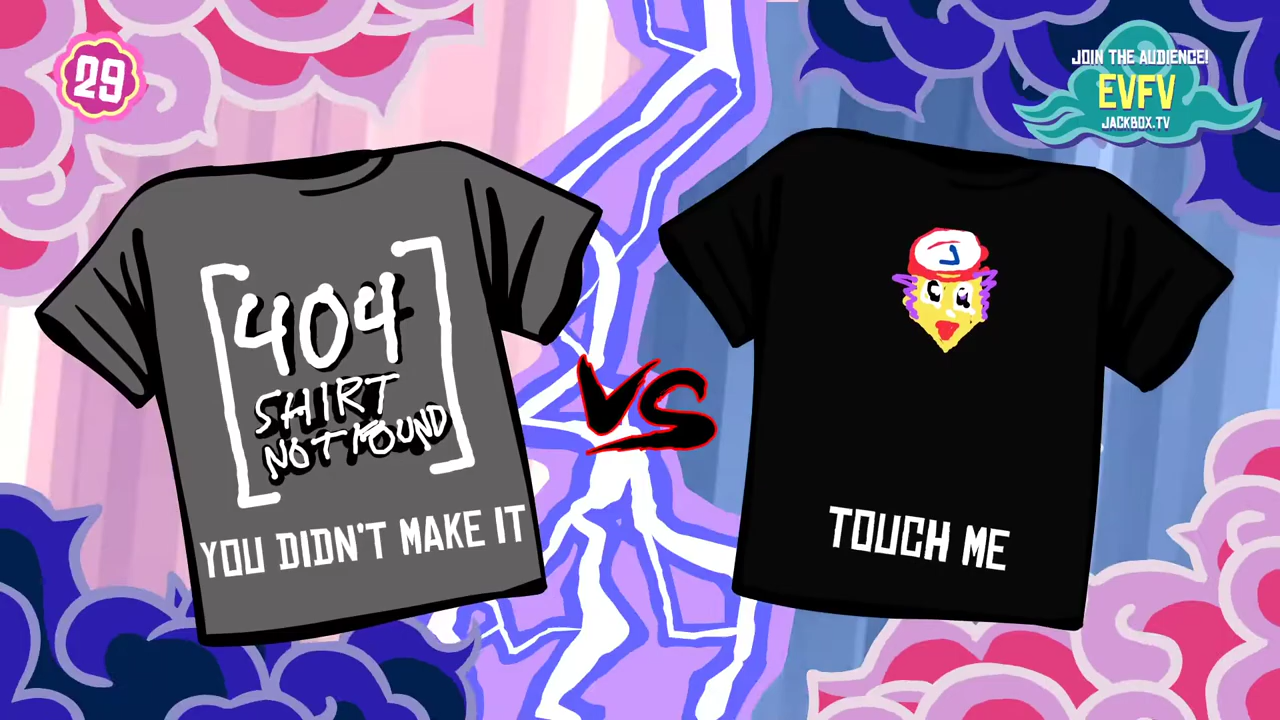 29
JOIN THE AUDIENCE!
EVFV
JACKBOX.TV
[404
SHIRT
NOT FOUND]
YOU DIDN'T MAKE IT
VS
TOUCH ME